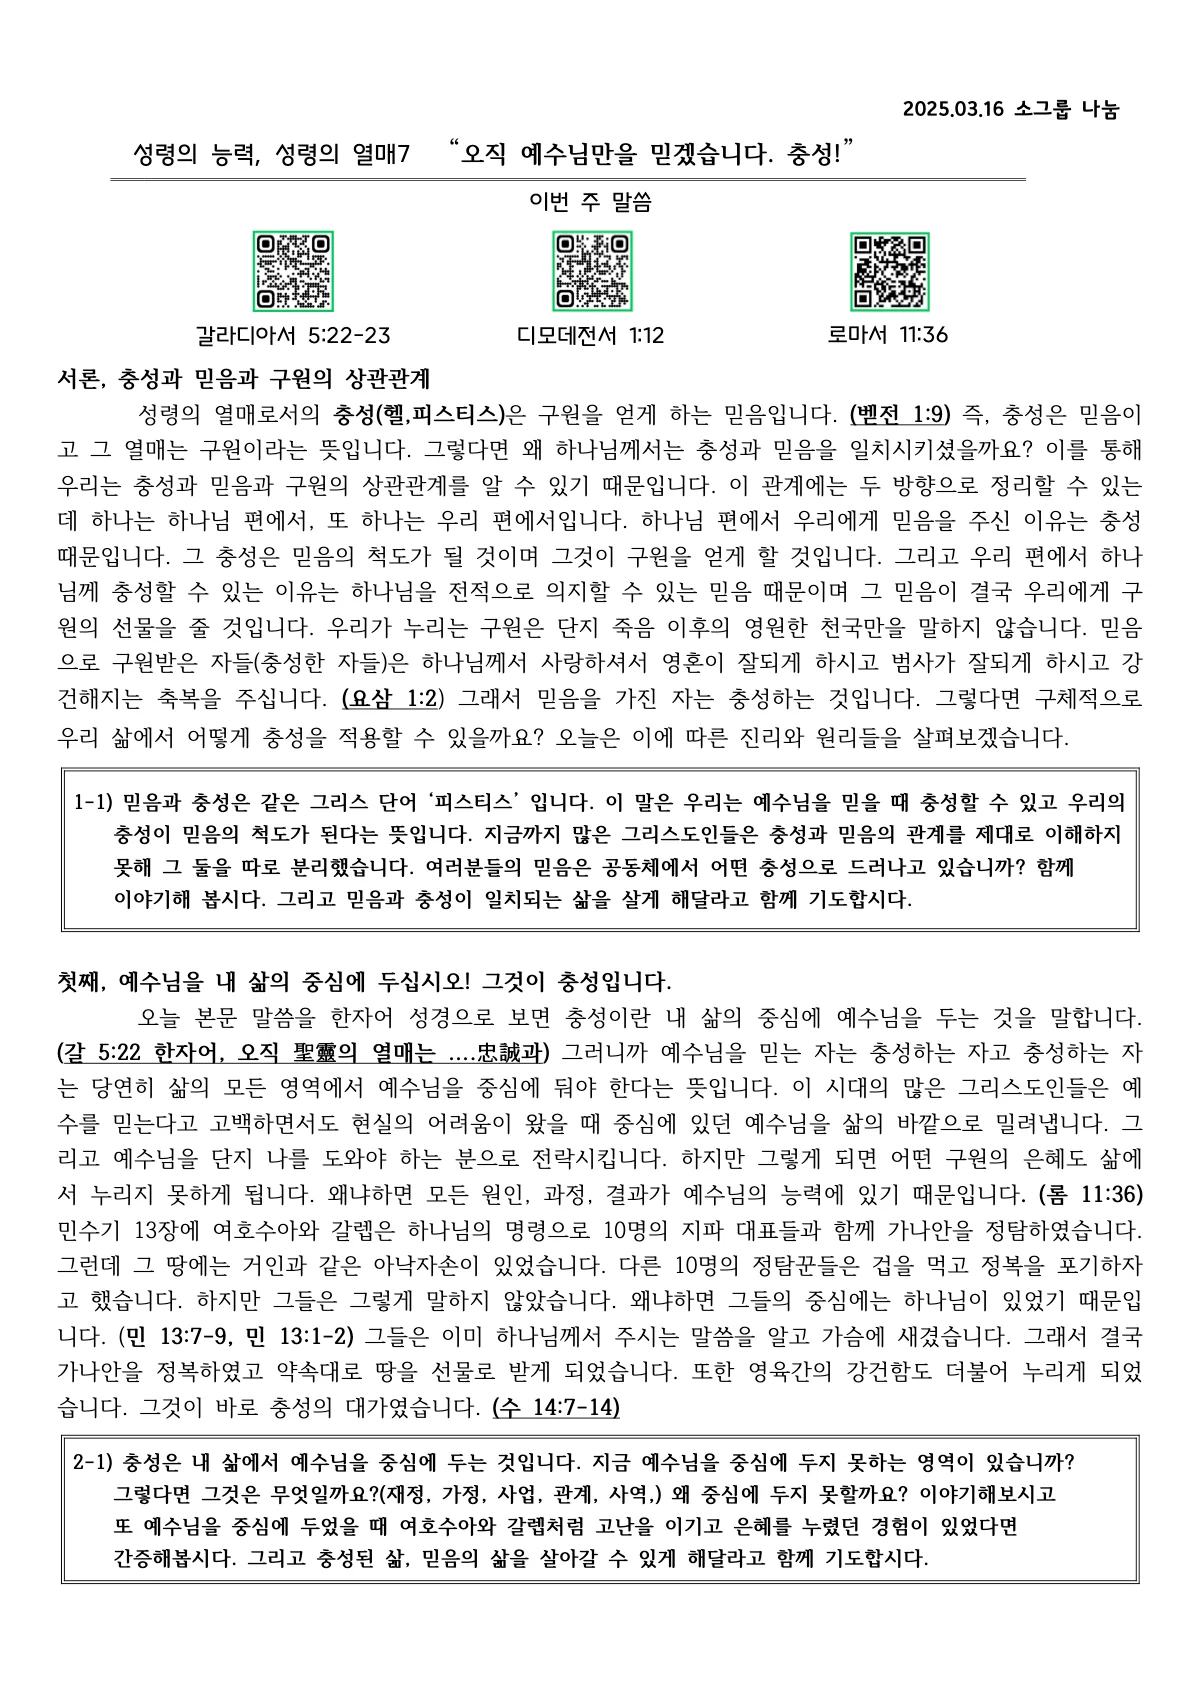 2025.03.16 소그룹 나눔
성령의 능력, 성령의 열매7 “오직 예수님만을 믿겠습니다. 충성!”
이번 주 말씀
갈라디아서 5:22-23 디모데전서 1:12 로마서 11:36
서론, 충성과 믿음과 구원의 상관관계
성령의 열매로서의 충성(헬,피스티스)은 구원을 얻게 하는 믿음입니다. (벧전 1:9) 즉, 충성은 믿음이
고 그 열매는 구원이라는 뜻입니다. 그렇다면 왜 하나님께서는 충성과 믿음을 일치시키셨을까요? 이를 통해
우리는 충성과 믿음과 구원의 상관관계를 알 수 있기 때문입니다. 이 관계에는 두 방향으로 정리할 수 있는
데 하나는 하나님 편에서, 또 하나는 우리 편에서입니다. 하나님 편에서 우리에게 믿음을 주신 이유는 충성
때문입니다. 그 충성은 믿음의 척도가 될 것이며 그것이 구원을 얻게 할 것입니다. 그리고 우리 편에서 하나
님께 충성할 수 있는 이유는 하나님을 전적으로 의지할 수 있는 믿음 때문이며 그 믿음이 결국 우리에게 구
원의 선물을 줄 것입니다. 우리가 누리는 구원은 단지 죽음 이후의 영원한 천국만을 말하지 않습니다. 믿음
으로 구원받은 자들(충성한 자들)은 하나님께서 사랑하셔서 영혼이 잘되게 하시고 범사가 잘되게 하시고 강
건해지는 축복을 주십니다. (요삼 1:2) 그래서 믿음을 가진 자는 충성하는 것입니다. 그렇다면 구체적으로
우리 삶에서 어떻게 충성을 적용할 수 있을까요? 오늘은 이에 따른 진리와 원리들을 살펴보겠습니다.
1-1) 믿음과 충성은 같은 그리스 단어 ‘피스티스’ 입니다. 이 말은 우리는 예수님을 믿을 때 충성할 수 있고 우리의
충성이 믿음의 척도가 된다는 뜻입니다. 지금까지 많은 그리스도인들은 충성과 믿음의 관계를 제대로 이해하지
못해 그 둘을 따로 분리했습니다. 여러분들의 믿음은 공동체에서 어떤 충성으로 드러나고 있습니까? 함께
이야기해 봅시다. 그리고 믿음과 충성이 일치되는 삶을 살게 해달라고 함께 기도합시다.
첫째, 예수님을 내 삶의 중심에 두십시오! 그것이 충성입니다.
오늘 본문 말씀을 한자어 성경으로 보면 충성이란 내 삶의 중심에 예수님을 두는 것을 말합니다.
(갈 5:22 한자어, 오직 聖靈의 열매는 ....忠誠과) 그러니까 예수님을 믿는 자는 충성하는 자고 충성하는 자
는 당연히 삶의 모든 영역에서 예수님을 중심에 둬야 한다는 뜻입니다. 이 시대의 많은 그리스도인들은 예
수를 믿는다고 고백하면서도 현실의 어려움이 왔을 때 중심에 있던 예수님을 삶의 바깥으로 밀려냅니다. 그
리고 예수님을 단지 나를 도와야 하는 분으로 전락시킵니다. 하지만 그렇게 되면 어떤 구원의 은혜도 삶에
서 누리지 못하게 됩니다. 왜냐하면 모든 원인, 과정, 결과가 예수님의 능력에 있기 때문입니다. (롬 11:36)
민수기 13장에 여호수아와 갈렙은 하나님의 명령으로 10명의 지파 대표들과 함께 가나안을 정탐하였습니다.
그런데 그 땅에는 거인과 같은 아낙자손이 있었습니다. 다른 10명의 정탐꾼들은 겁을 먹고 정복을 포기하자
고 했습니다. 하지만 그들은 그렇게 말하지 않았습니다. 왜냐하면 그들의 중심에는 하나님이 있었기 때문입
니다. (민 13:7-9, 민 13:1-2) 그들은 이미 하나님께서 주시는 말씀을 알고 가슴에 새겼습니다. 그래서 결국
가나안을 정복하였고 약속대로 땅을 선물로 받게 되었습니다. 또한 영육간의 강건함도 더불어 누리게 되었
습니다. 그것이 바로 충성의 대가였습니다. (수 14:7-14)
2-1) 충성은 내 삶에서 예수님을 중심에 두는 것입니다. 지금 예수님을 중심에 두지 못하는 영역이 있습니까?
그렇다면 그것은 무엇일까요?(재정, 가정, 사업, 관계, 사역,) 왜 중심에 두지 못할까요? 이야기해보시고
또 예수님을 중심에 두었을 때 여호수아와 갈렙처럼 고난을 이기고 은혜를 누렸던 경험이 있었다면
간증해봅시다. 그리고 충성된 삶, 믿음의 삶을 살아갈 수 있게 해달라고 함께 기도합시다.